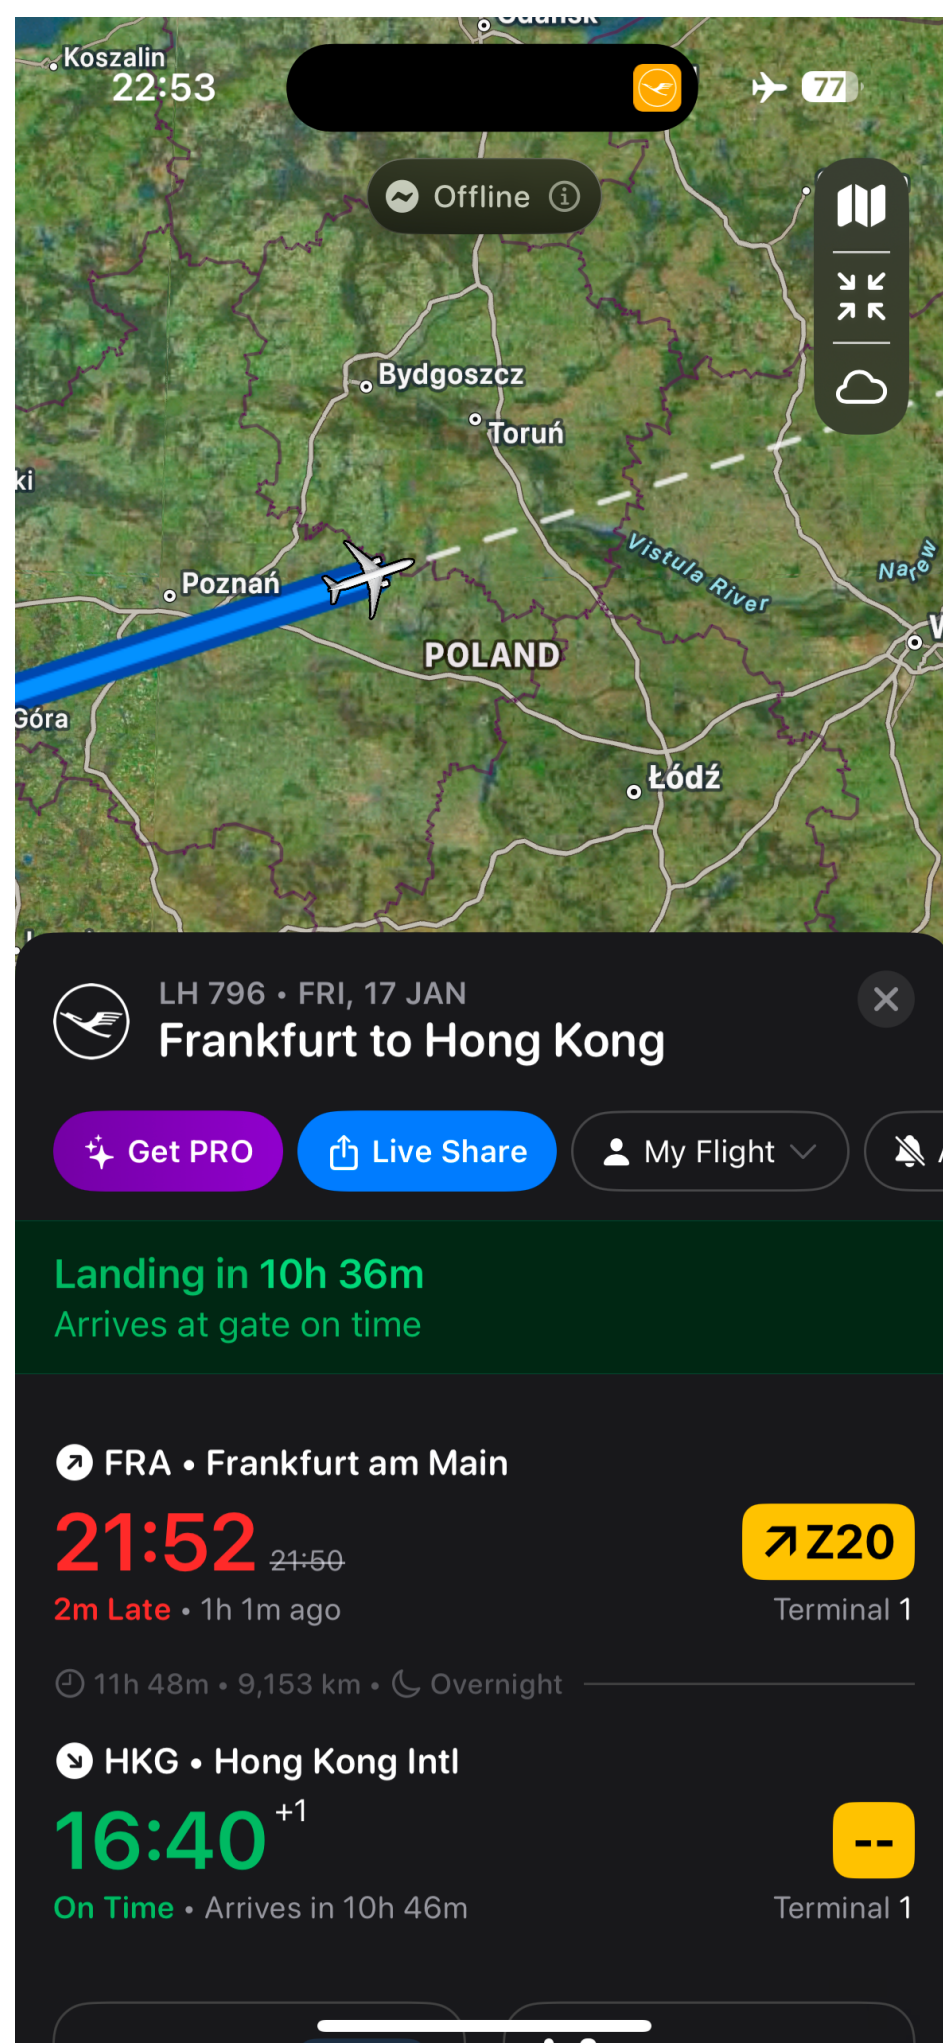 Gdańsk
Koszalin
22:53
77
Offline
Bydgoszcz
Toruń
ki
Vistula River
Narew
Poznań
W
POLAND
Góra
Łódź
LH 796 • FRI, 17 JAN
Frankfurt to Hong Kong
Get PRO
Live Share
My Flight
Landing in 10h 36m
Arrives at gate on time
FRA • Frankfurt am Main
21:52 21:50
Z20
2m Late • 1h 1m ago
Terminal 1
11h 48m • 9,153 km • Overnight
HKG • Hong Kong Intl
16:40 +1
--
On Time • Arrives in 10h 46m
Terminal 1